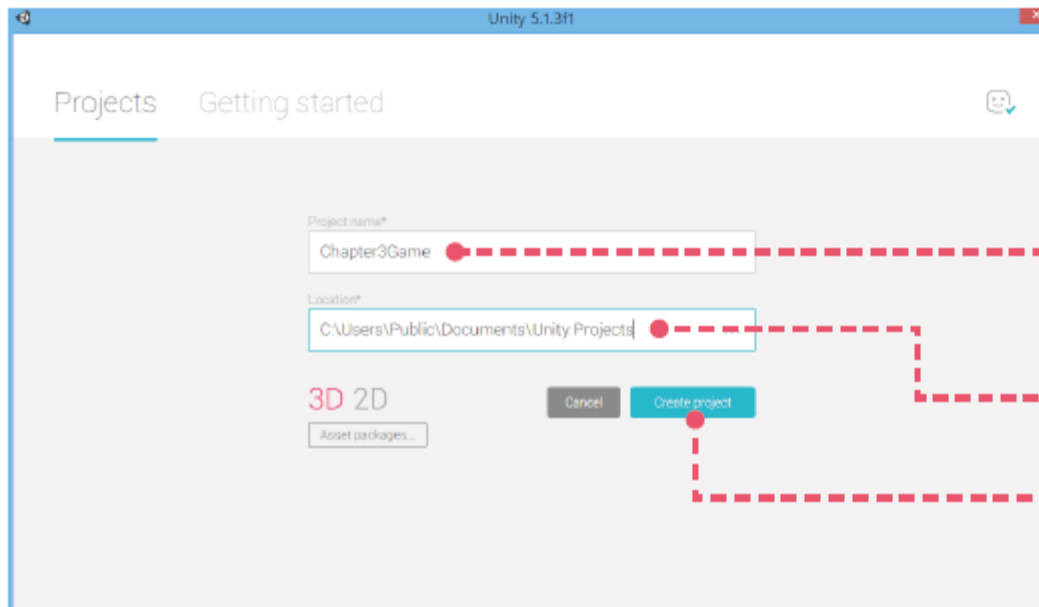 Unity 5.1.3f1
Projects Getting started
Project name*
Chapter3Game
Location*
C:\Users\Public\Documents\Unity Projects
3D 2D
Cancel Create project
Asset packages...